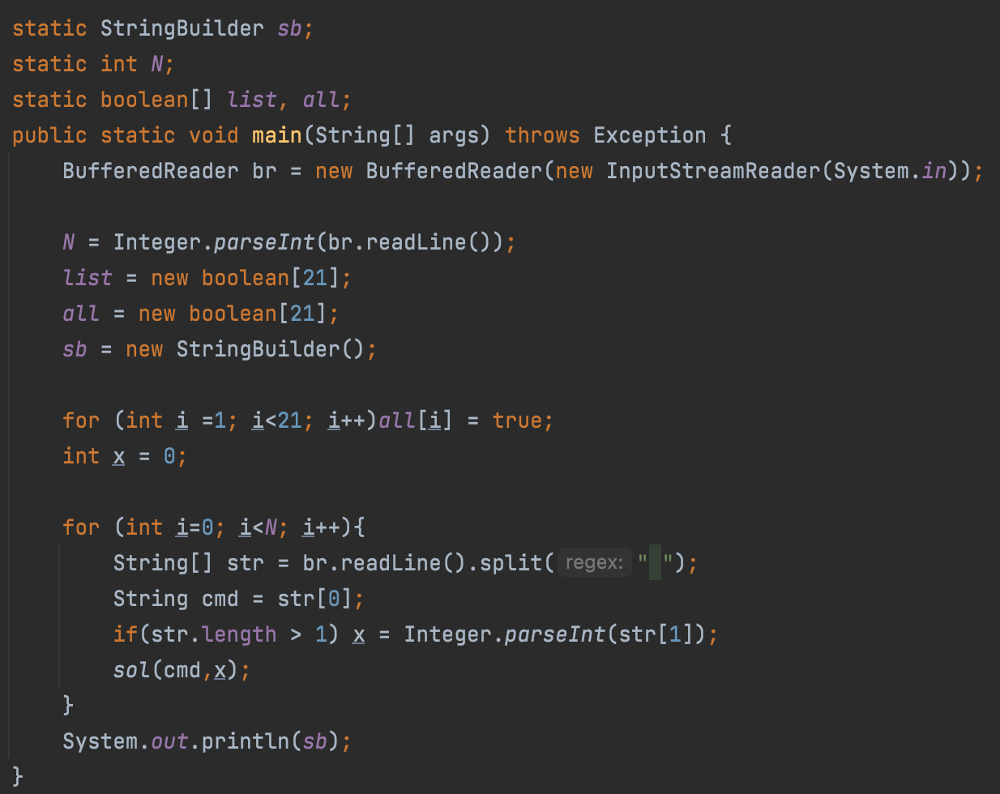 static StringBuilder sb;
static int N;
static boolean[] list, all;
public static void main(String[] args) throws Exception {
    BufferedReader br = new BufferedReader(new InputStreamReader(System.in));

    N = Integer.parseInt(br.readLine());
    list = new boolean[21];
    all = new boolean[21];
    sb = new StringBuilder();

    for (int i =1; i<21; i++)all[i] = true;
    int x = 0;

    for (int i=0; i<N; i++){
        String[] str = br.readLine().split( regex: " ");
        String cmd = str[0];
        if(str.length > 1) x = Integer.parseInt(str[1]);
        sol(cmd,x);
    }
    System.out.println(sb);
}